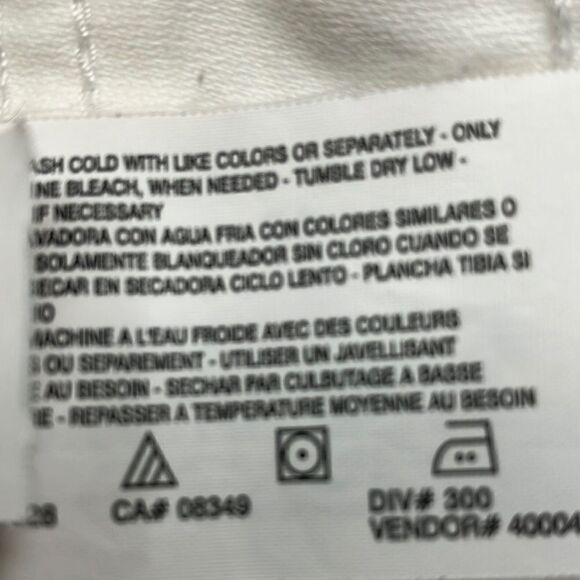 ASH COLD WITH LIKE COLORS OR SEPARATELY - ONLY
INE BLEACH, WHEN NEEDED - TUMBLE DRY LOW -
IF NECESSARY
AVADORA CON AGUA FRIA CON COLORES SIMILARES O
SOLAMENTE BLANQUEADOR SIN CLORO CUANDO SE
ECAR EN SECADORA CICLO LENTO - PLANCHA TIBIA SI
IO
MACHINE A L'EAU FROIDE AVEC DES COULEURS
S OU SEPAREMENT - UTILISER UN JAVELLISANT
E AU BESOIN - SECHAR PAR CULBUTAGE A BASSE
IE - REPASSER A TEMPERATURE MOYENNE AU BESOIN
26 CA# 08349 DIV# 300
VENDOR# 40004